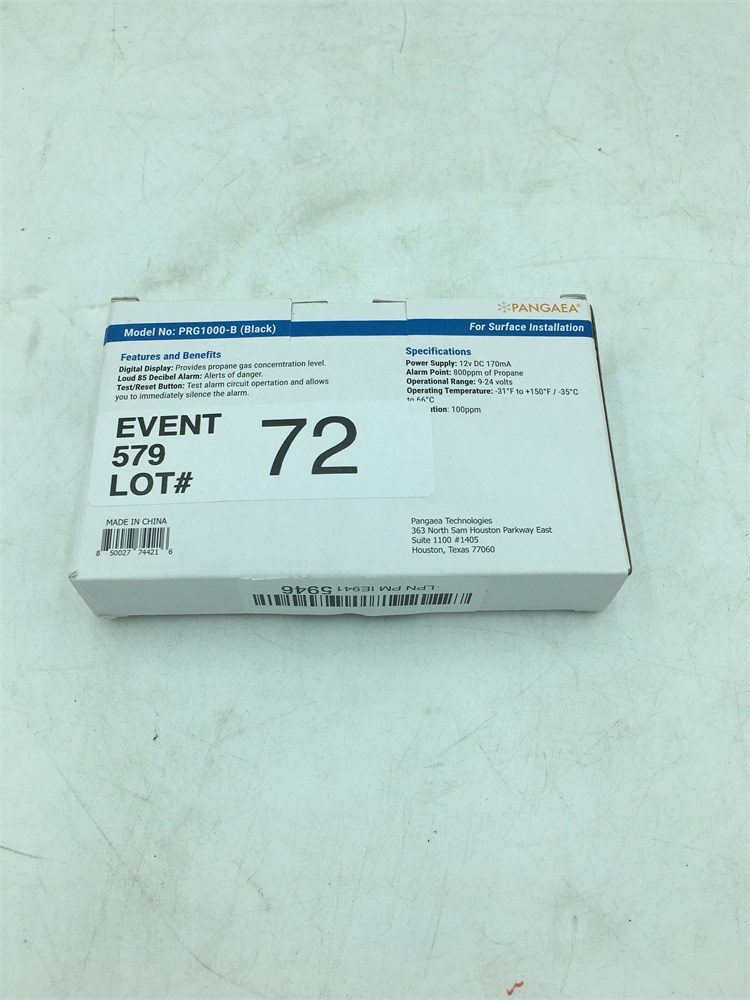 PANGAEA®
Model No: PRG1000-B (Black)
For Surface Installation
Features and Benefits
Digital Display: Provides propane gas concerntration level.
Loud 85 Decibel Alarm: Alerts of danger.
Test/Reset Button: Test alarm circuit opertation and allows
you to immediately silence the alarm.
Specifications
Power Supply: 12v DC 170mA
Alarm Point: 800ppm of Propane
Operational Range: 9-24 volts
Operating Temperature: -31°F to +150°F / -35°C
to 66°C
100ppm
EVENT
579
LOT#
72
MADE IN CHINA
8 50027 74421 6
Pangaea Technologies
363 North Sam Houston Parkway East
Suite 1100 #1405
Houston, Texas 77060
LPN PM IE941 5946